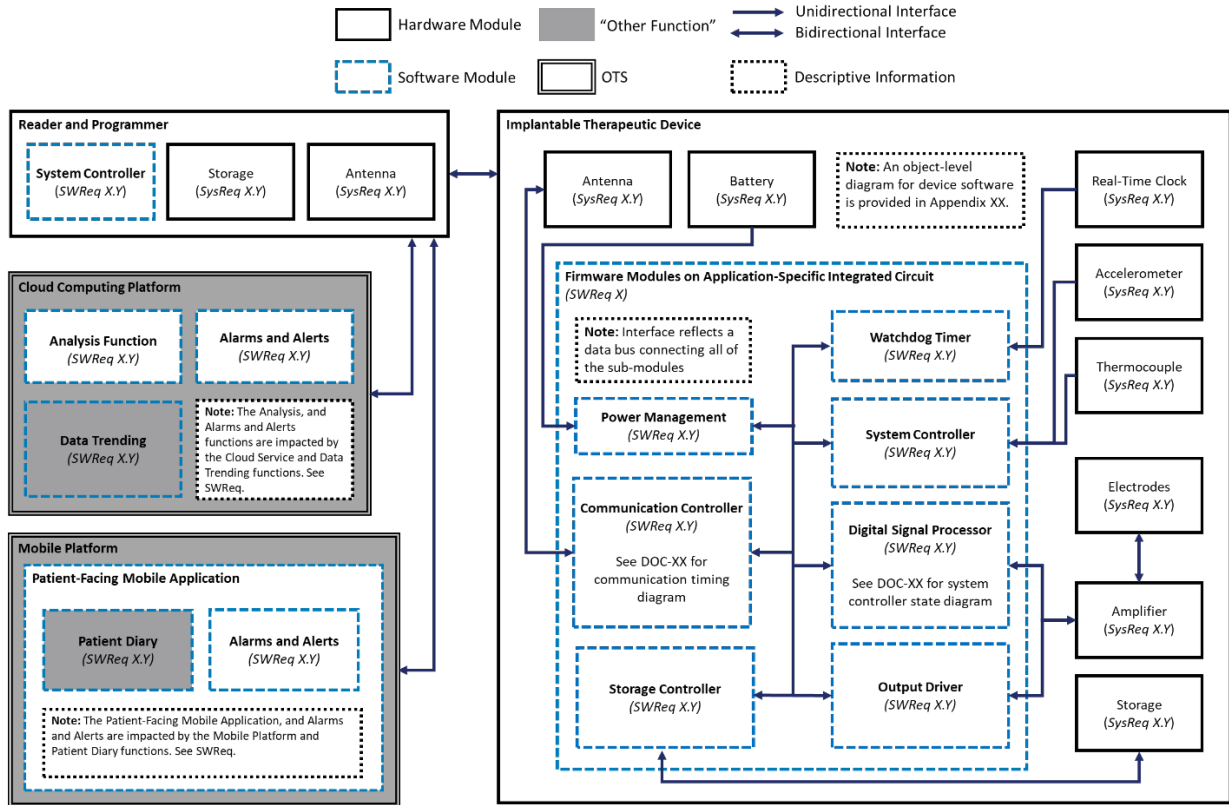 Hardware Module
“Other Function”
Unidirectional Interface
Bidirectional Interface
Software Module
OTS
Descriptive Information
Reader and Programmer
System Controller
(SWReq X.Y)
Storage
(SysReq X.Y)
Antenna
(SysReq X.Y)
Cloud Computing Platform
Analysis Function
(SWReq X.Y)
Alarms and Alerts
(SWReq X.Y)
Data Trending
(SWReq X.Y)
Note: The Analysis, and
Alarms and Alerts
functions are impacted by
the Cloud Service and Data
Trending functions. See
SWReq.
Mobile Platform
Patient-Facing Mobile Application
Patient Diary
(SWReq X.Y)
Alarms and Alerts
(SWReq X.Y)
Note: The Patient-Facing Mobile Application, and Alarms
and Alerts are impacted by the Mobile Platform and
Patient Diary functions. See SWReq.
Implantable Therapeutic Device
Antenna
(SysReq X.Y)
Battery
(SysReq X.Y)
Note: An object-level
diagram for device software
is provided in Appendix XX.
Real-Time Clock
(SysReq X.Y)
Accelerometer
(SysReq X.Y)
Thermocouple
(SysReq X.Y)
Electrodes
(SysReq X.Y)
Amplifier
(SysReq X.Y)
Storage
(SysReq X.Y)
Firmware Modules on Application-Specific Integrated Circuit
(SWReq X)
Note: Interface reflects a
data bus connecting all of
the sub-modules
Watchdog Timer
(SWReq X.Y)
Power Management
(SWReq X.Y)
System Controller
(SWReq X.Y)
Communication Controller
(SWReq X.Y)
See DOC-XX for
communication timing
diagram
Digital Signal Processor
(SWReq X.Y)
See DOC-XX for system
controller state diagram
Storage Controller
(SWReq X.Y)
Output Driver
(SWReq X.Y)